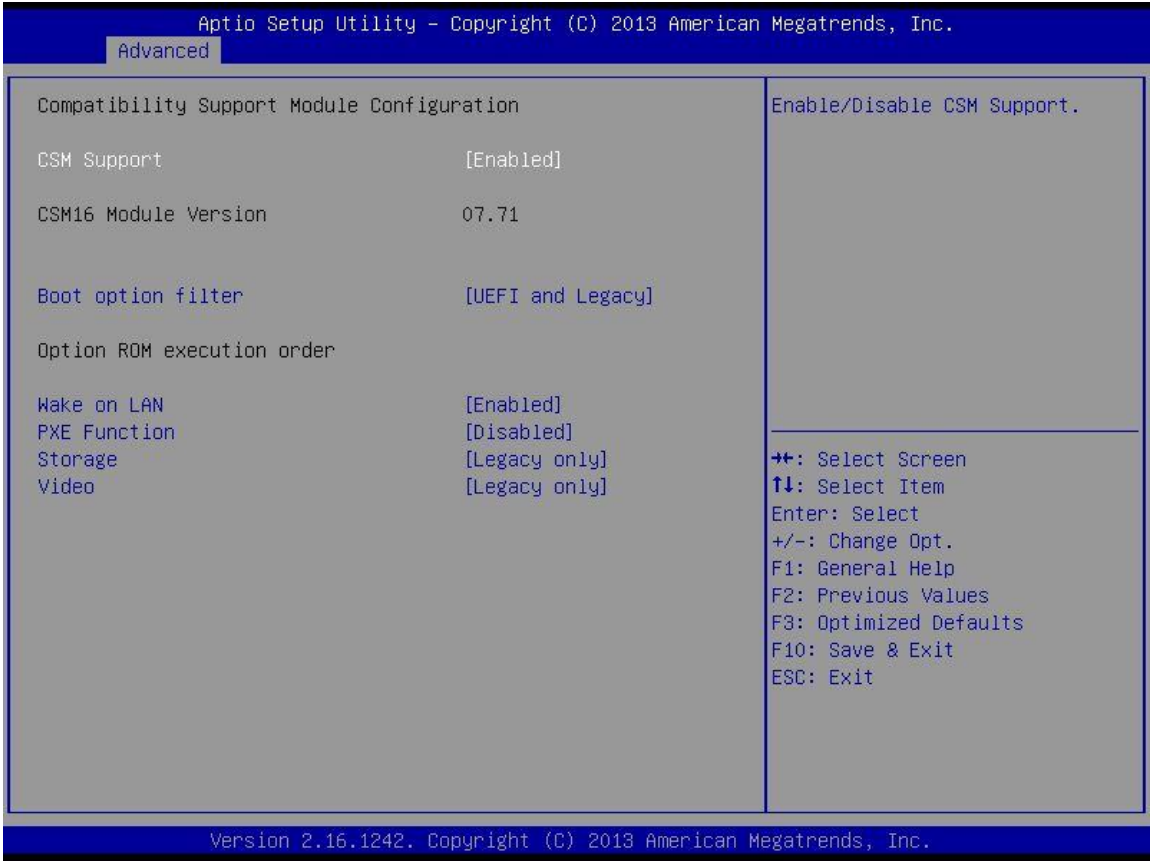 Aptio Setup Utility – Copyright (C) 2013 American Megatrends, Inc.
Advanced
Compatibility Support Module Configuration
CSM Support [Enabled]
CSM16 Module Version 07.71
Boot option filter [UEFI and Legacy]
Option ROM execution order
Wake on LAN [Enabled]
PXE Function [Disabled]
Storage [Legacy only]
Video [Legacy only]
Enable/Disable CSM Support.
→←: Select Screen
↑↓: Select Item
Enter: Select
+/-: Change Opt.
F1: General Help
F2: Previous Values
F3: Optimized Defaults
F10: Save & Exit
ESC: Exit
Version 2.16.1242. Copyright (C) 2013 American Megatrends, Inc.